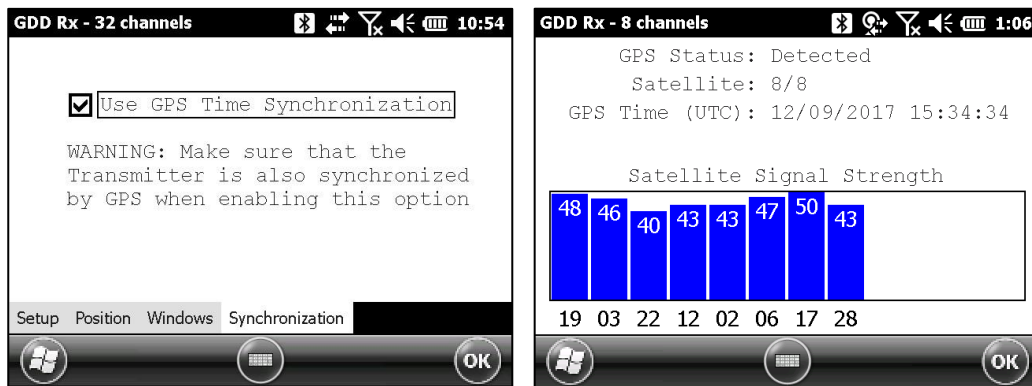 GDD Rx - 32 channels 10:54
Use GPS Time Synchronization
WARNING: Make sure that the
Transmitter is also synchronized
by GPS when enabling this option
Setup Position Windows Synchronization
OK
GDD Rx - 8 channels 1:06
GPS Status: Detected
Satellite: 8/8
GPS Time (UTC): 12/09/2017 15:34:34
Satellite Signal Strength
48 46 40 43 43 47 50 43
19 03 22 12 02 06 17 28
OK